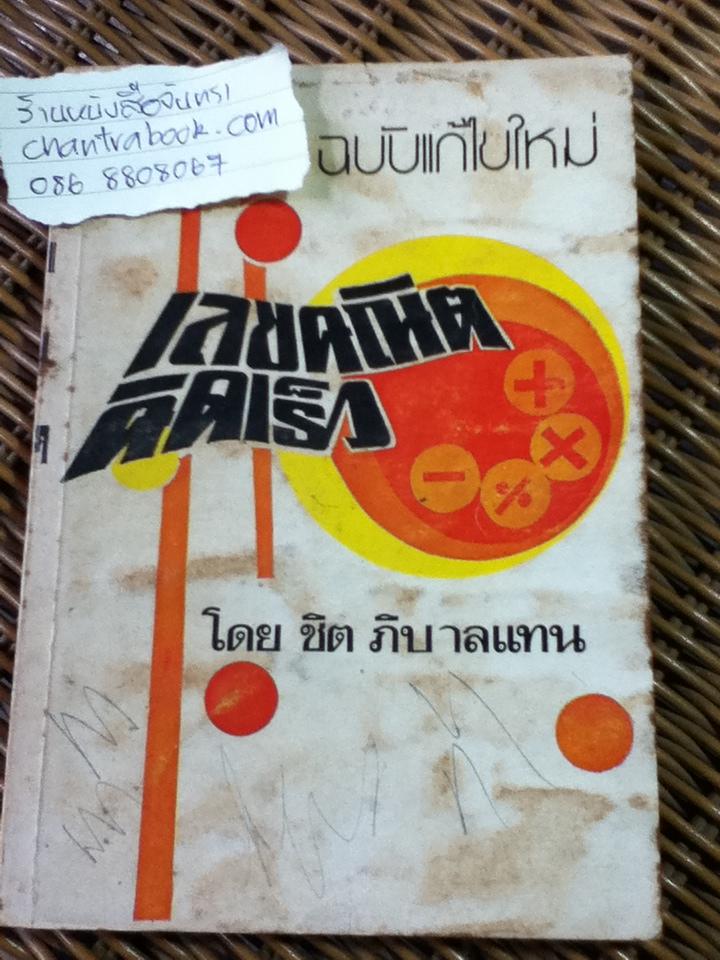 ร้านหนังสือจันทรา
chantrabook.com
086 8808067
ฉบับแก้ไขใหม่
เลขคณิต
คิดเร็ว
โดย ชิต ภิบาลแทน